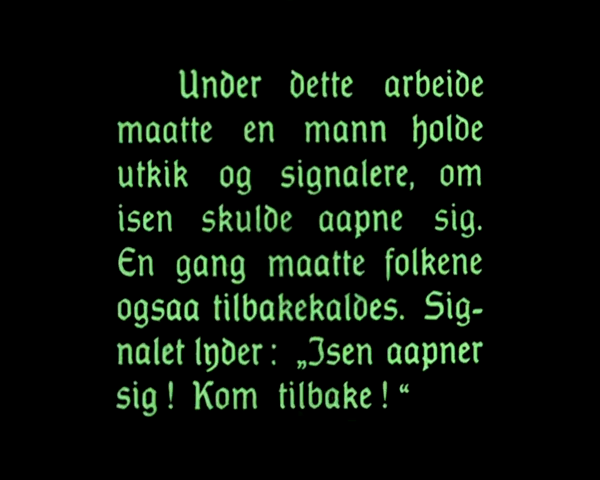 Under dette arbeide
maatte en mann holde
utkik og signalere, om
isen skulde aapne sig.
En gang maatte folkene
ogsaa tilbakekaldes. Sig-
nalet lyder: „Isen aapner
sig! Kom tilbake!“